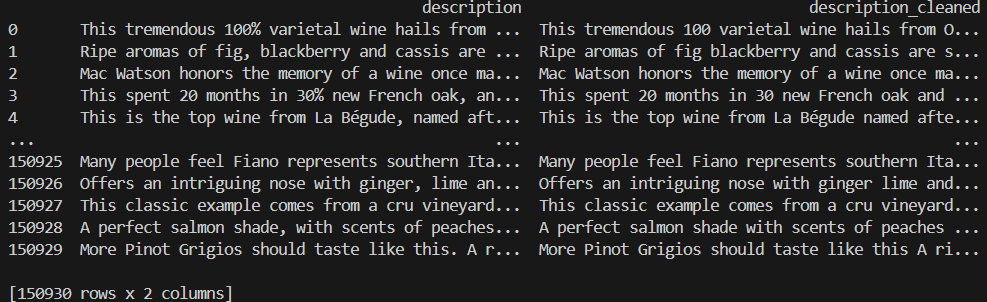 description description_cleaned
0 This tremendous 100% varietal wine hails from ... This tremendous 100 varietal wine hails from O...
1 Ripe aromas of fig, blackberry and cassis are ... Ripe aromas of fig blackberry and cassis are s...
2 Mac Watson honors the memory of a wine once ma... Mac Watson honors the memory of a wine once ma...
3 This spent 20 months in 30% new French oak, an... This spent 20 months in 30 new French oak and ...
4 This is the top wine from La Bégude, named aft... This is the top wine from La Bégude named afte...
... ... ...
150925 Many people feel Fiano represents southern Ita... Many people feel Fiano represents southern Ita...
150926 Offers an intriguing nose with ginger, lime an... Offers an intriguing nose with ginger lime and...
150927 This classic example comes from a cru vineyard... This classic example comes from a cru vineyard...
150928 A perfect salmon shade, with scents of peaches... A perfect salmon shade with scents of peaches ...
150929 More Pinot Grigios should taste like this. A r... More Pinot Grigios should taste like this A ri...
[150930 rows x 2 columns]